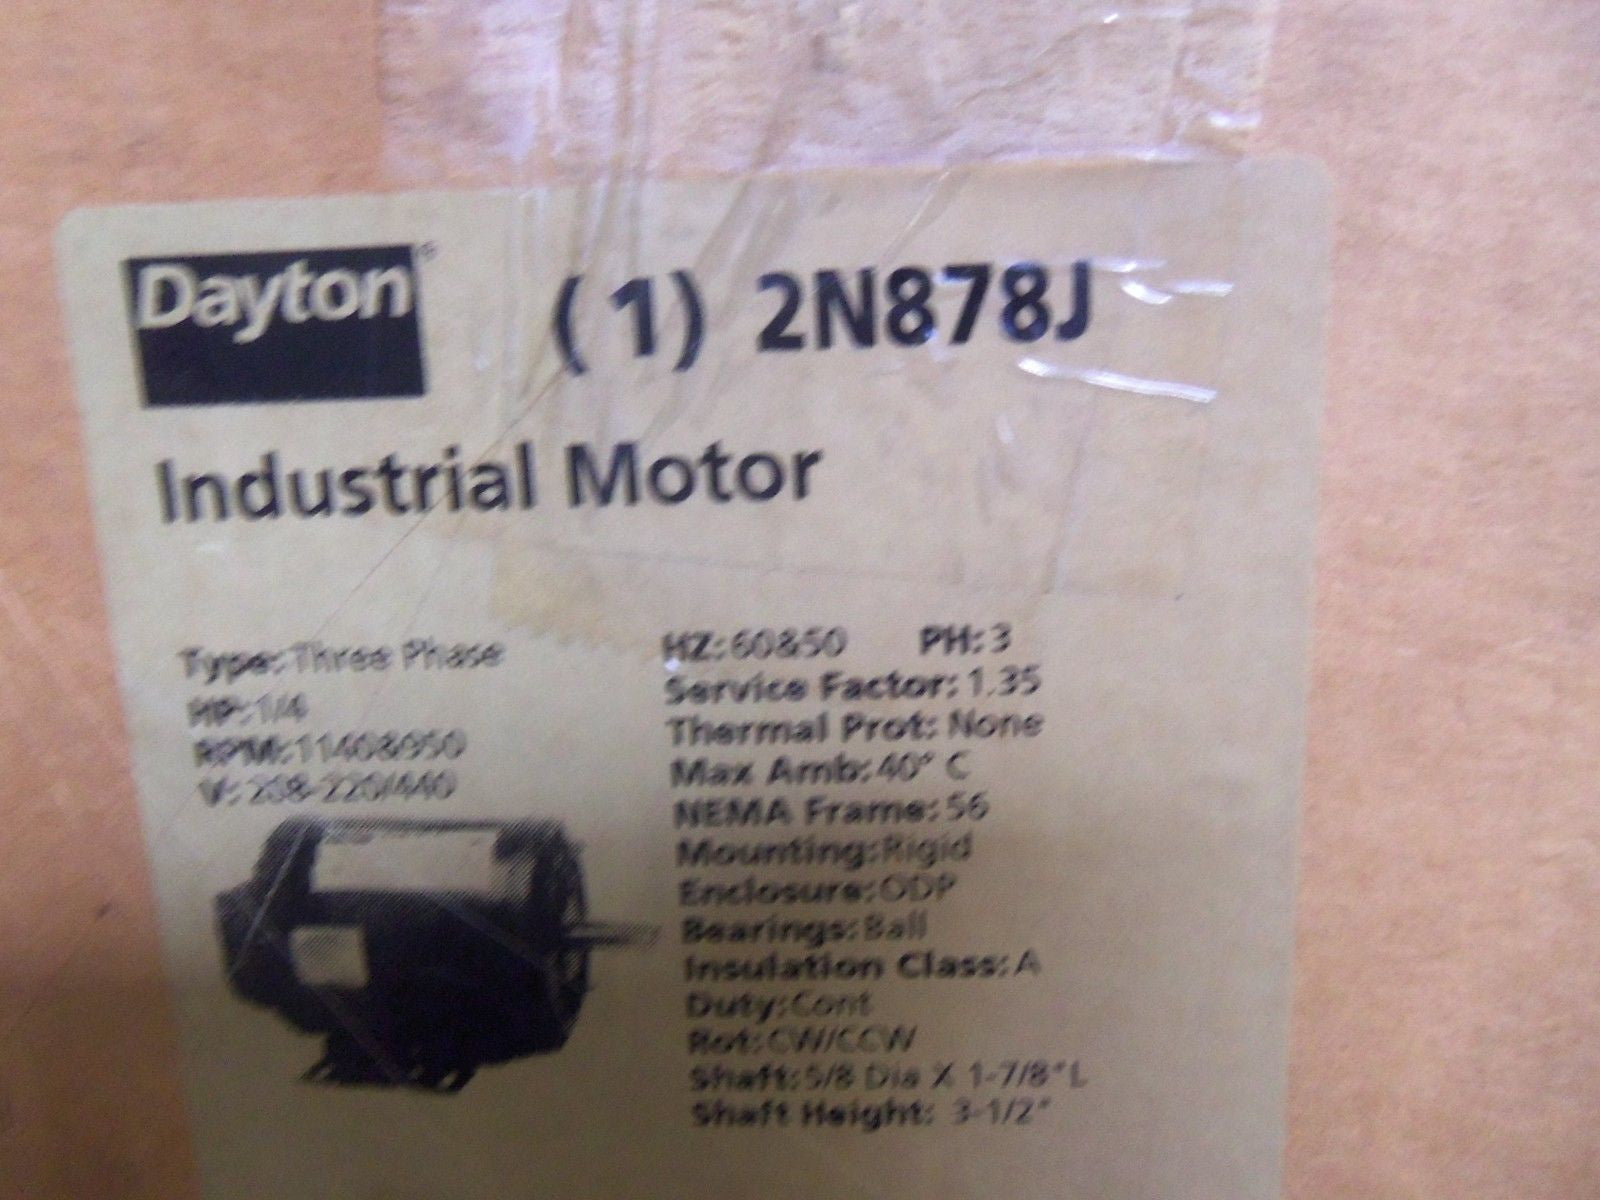 Dayton®
(1) 2N878J
Industrial Motor
Type: Three Phase
HP: 1/4
RPM: 1140&950
V: 208-220/440
HZ: 60&50 PH: 3
Service Factor: 1.35
Thermal Prot: None
Max Amb: 40° C
NEMA Frame: 56
Mounting: Rigid
Enclosure: ODP
Bearings: Ball
Insulation Class: A
Duty: Cont
Rot: CW/CCW
Shaft: 5/8 Dia X 1-7/8" L
Shaft Height: 3-1/2"